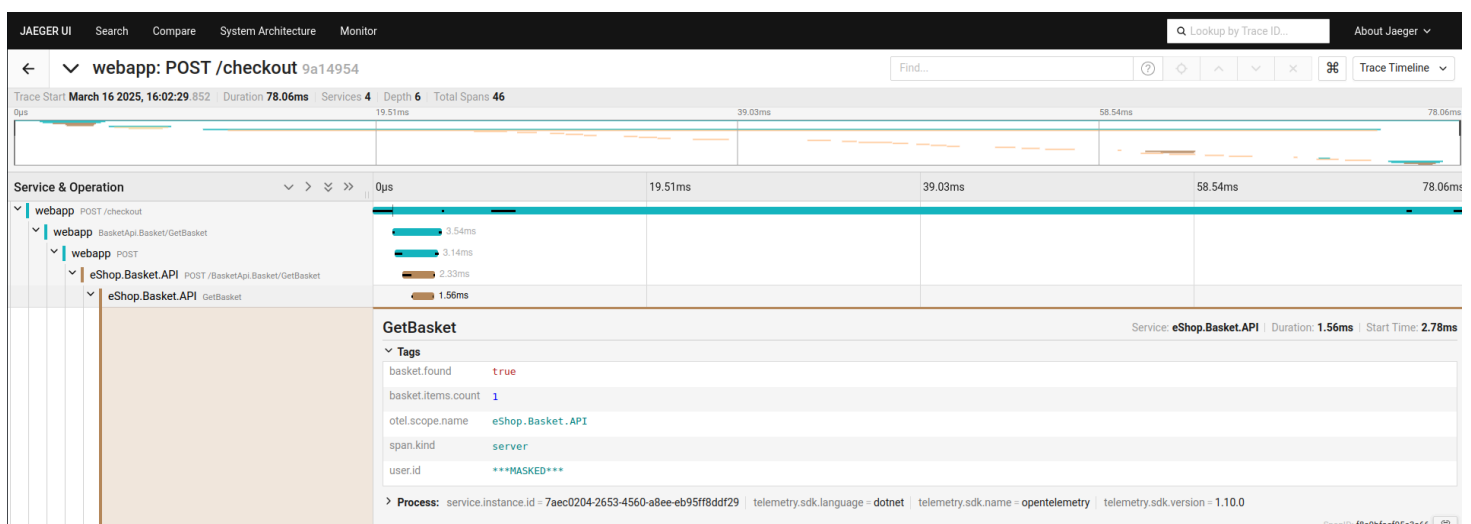 JAEGER UI Search Compare System Architecture Monitor Lookup by Trace ID... About Jaeger
webapp: POST /checkout 9a14954 Find... Trace Timeline
Trace Start March 16 2025, 16:02:29.852 Duration 78.06ms Services 4 Depth 6 Total Spans 46
0μs 19.51ms 39.03ms 58.54ms 78.06ms
Service & Operation 0μs 19.51ms 39.03ms 58.54ms 78.06ms
webapp POST /checkout
webapp BasketApi.Basket/GetBasket 3.54ms
webapp POST 3.14ms
eShop.Basket.API POST /BasketApi.Basket/GetBasket 2.33ms
eShop.Basket.API GetBasket 1.56ms
GetBasket Service: eShop.Basket.API Duration: 1.56ms Start Time: 2.78ms
Tags
basket.found true
basket.items.count 1
otel.scope.name eShop.Basket.API
span.kind server
user.id ***MASKED***
Process: service.instance.id = 7aec0204-2653-4560-a8ee-eb95ff8ddf29 telemetry.sdk.language = dotnet telemetry.sdk.name = opentelemetry telemetry.sdk.version = 1.10.0